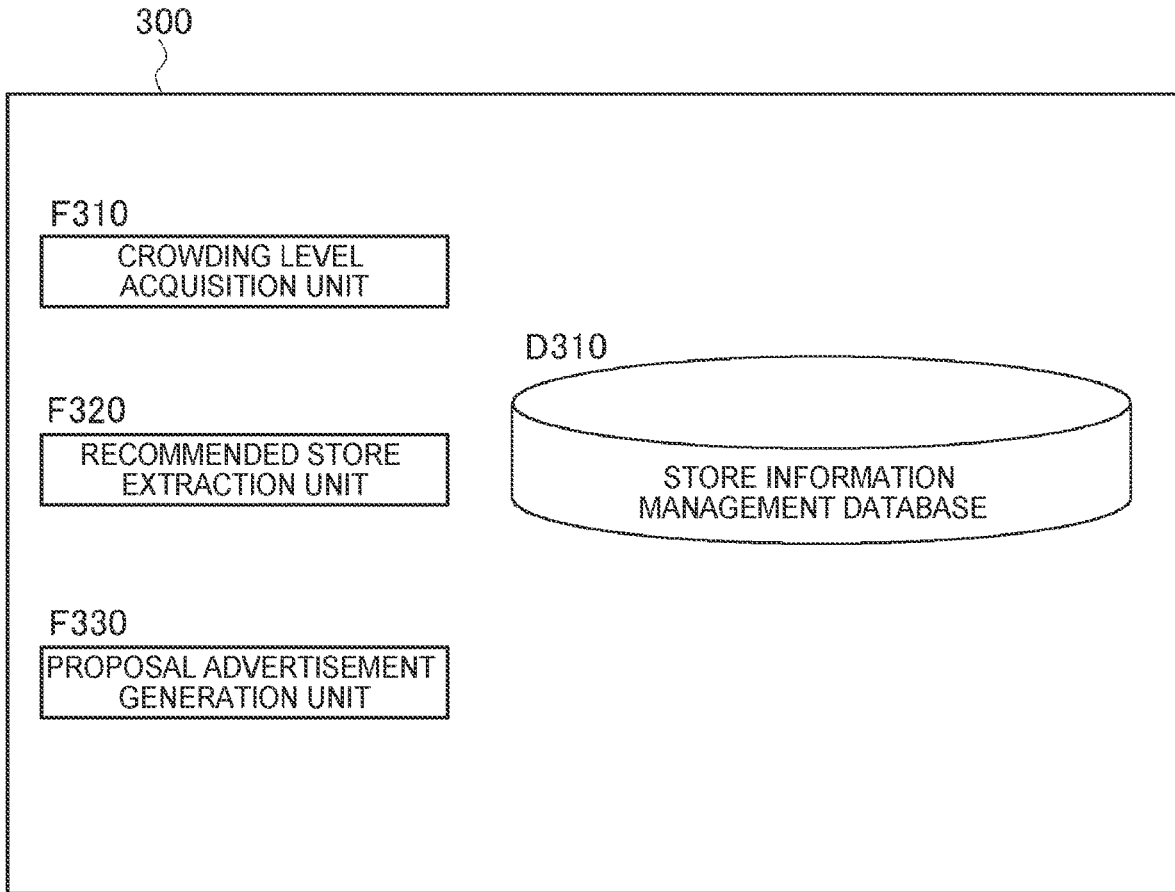 300
F310
CROWDING LEVEL
ACQUISITION UNIT
D310
F320
RECOMMENDED STORE
EXTRACTION UNIT
STORE INFORMATION
MANAGEMENT DATABASE
F330
PROPOSAL ADVERTISEMENT
GENERATION UNIT